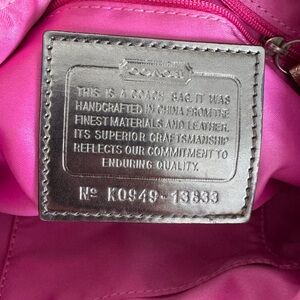 COACH
THIS IS A COACH BAG. IT WAS
HANDCRAFTED IN CHINA FROM THE
FINEST MATERIALS AND LEATHER.
ITS SUPERIOR CRAFTSMANSHIP
REFLECTS OUR COMMITMENT TO
ENDURING QUALITY.
Nº K0949-13833